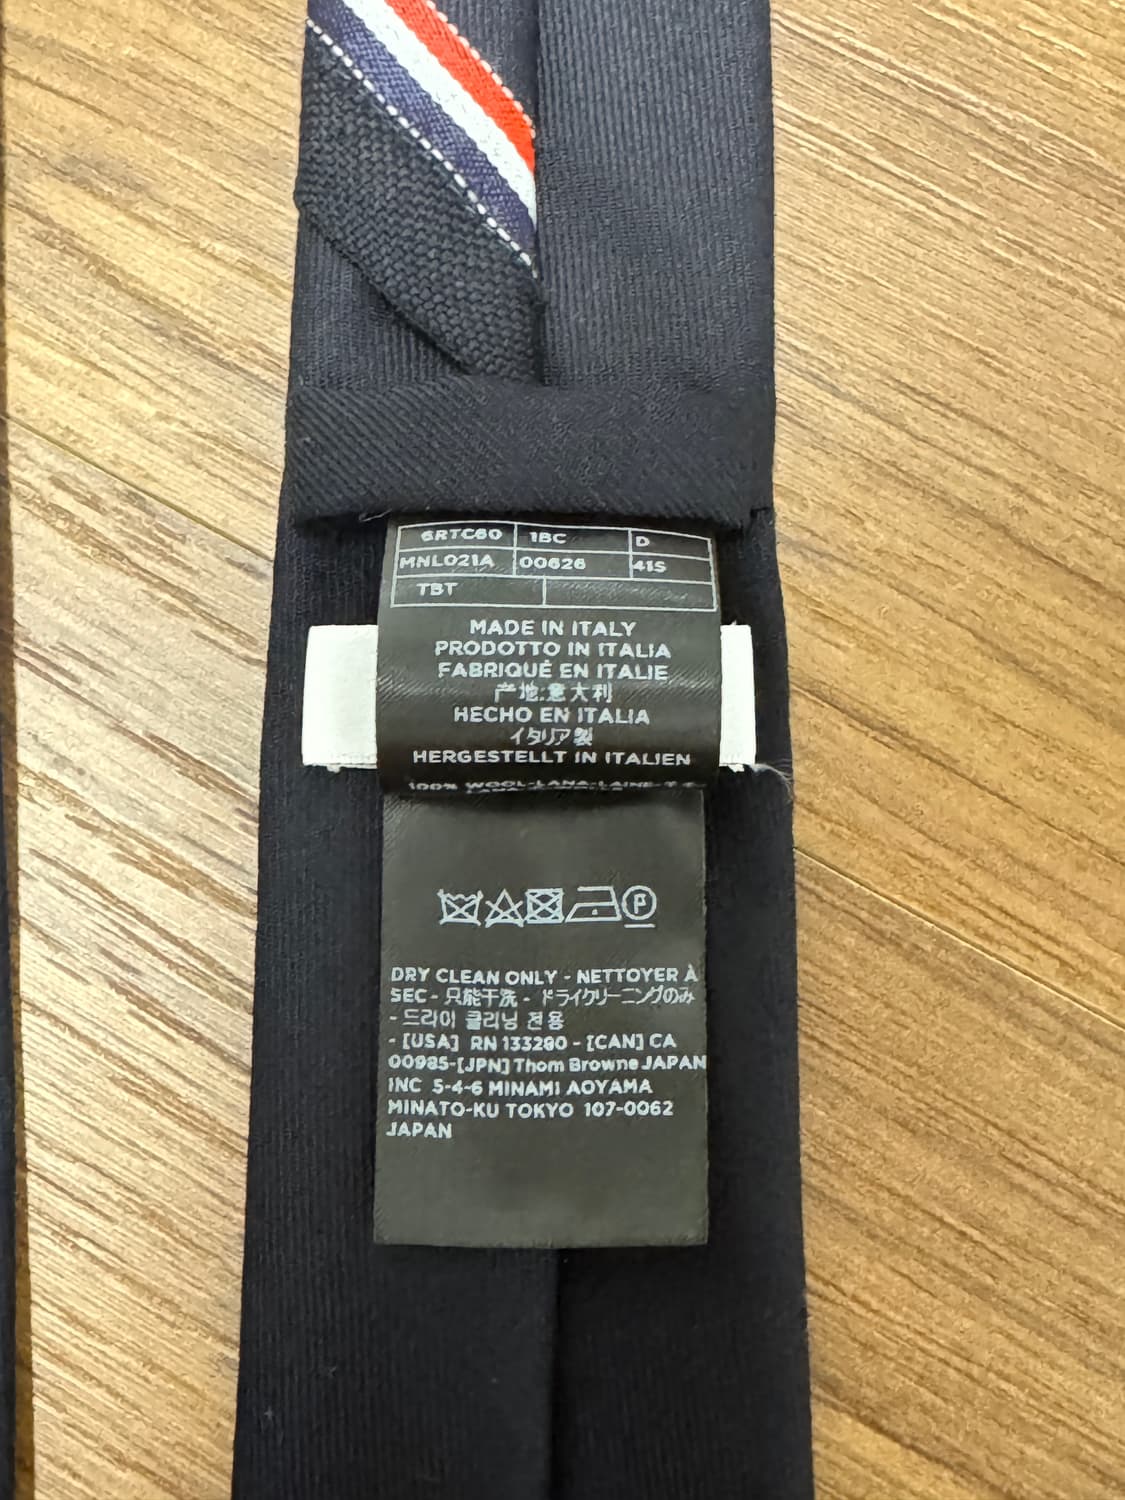 6RTC60 1BC D
MNL021A 00626 41S
TBT
MADE IN ITALY
PRODOTTO IN ITALIA
FABRIQUÉ EN ITALIE
产地:意大利
HECHO EN ITALIA
イタリア製
HERGESTELLT IN ITALIEN
100% WOOL-LANA-LAINE-
P
DRY CLEAN ONLY - NETTOYER À
SEC - 只能干洗 - ドライクリーニングのみ
- 드라이 클리닝 전용
- [USA] RN 133280 - [CAN] CA
00985-[JPN] Thom Browne JAPAN
INC 5-4-6 MINAMI AOYAMA
MINATO-KU TOKYO 107-0062
JAPAN